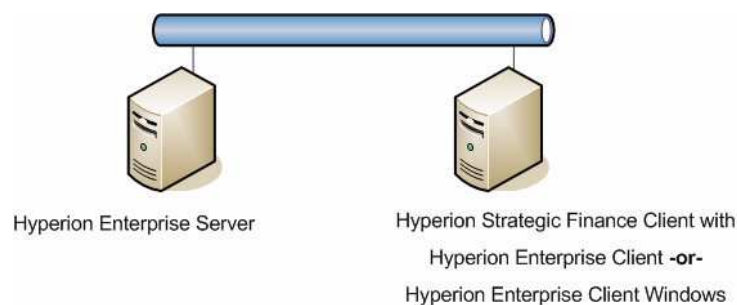 Hyperion Enterprise Server
Hyperion Strategic Finance Client with
Hyperion Enterprise Client -or-
Hyperion Enterprise Client Windows